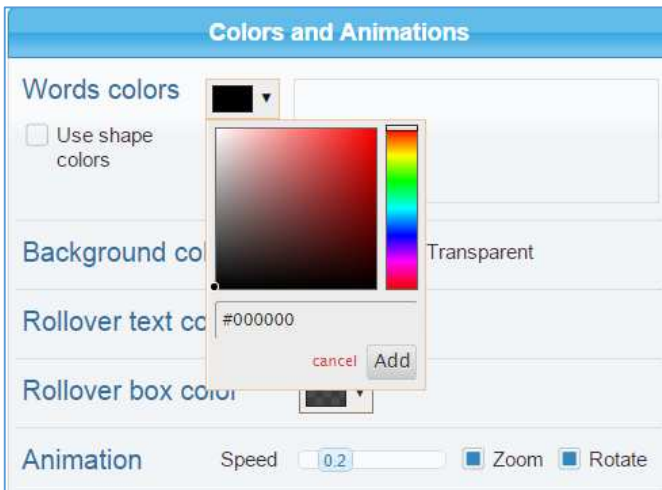 Colors and Animations
Words colors
Use shape
colors
Background co
Transparent
#000000
Rollover text co
cancel Add
Rollover box color
Animation Speed 0.2 Zoom Rotate